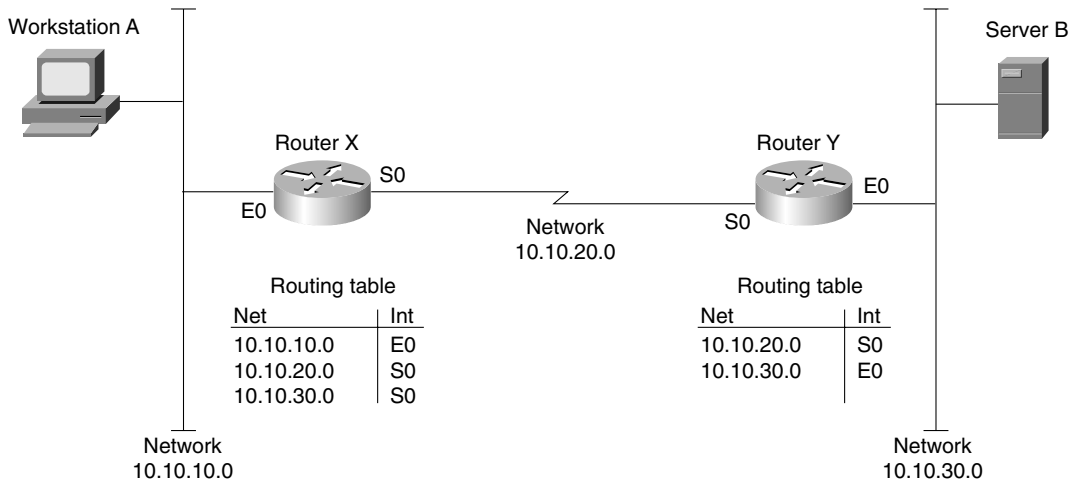 Workstation A
Server B
Router X
Router Y
S0
E0
E0
S0
Network
10.10.20.0
Routing table
Net Int
10.10.10.0 E0
10.10.20.0 S0
10.10.30.0 S0
Routing table
Net Int
10.10.20.0 S0
10.10.30.0 E0
Network
10.10.10.0
Network
10.10.30.0